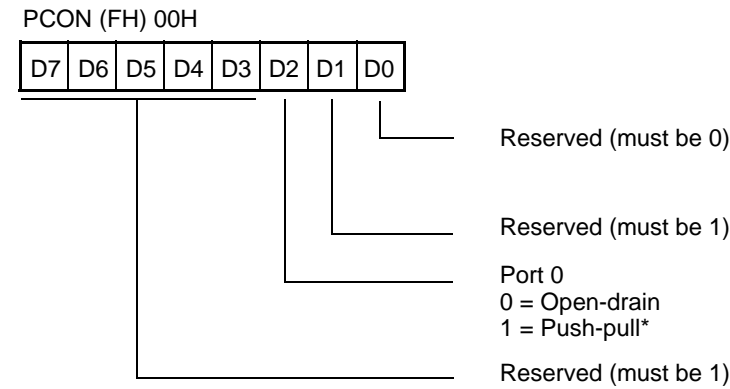 PCON (FH) 00H
D7 D6 D5 D4 D3 D2 D1 D0
Reserved (must be 0)
Reserved (must be 1)
Port 0
0 = Open-drain
1 = Push-pull*
Reserved (must be 1)